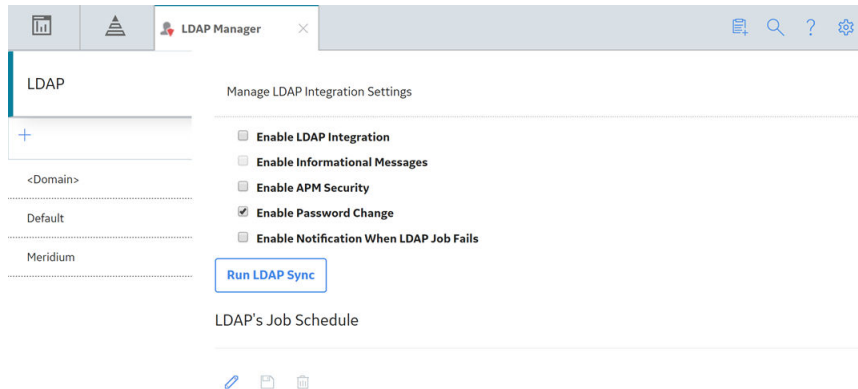 LDAP Manager
LDAP
Manage LDAP Integration Settings
Enable LDAP Integration
Enable Informational Messages
<Domain>
Enable APM Security
Default
Enable Password Change
Enable Notification When LDAP Job Fails
Meridium
Run LDAP Sync
LDAP's Job Schedule